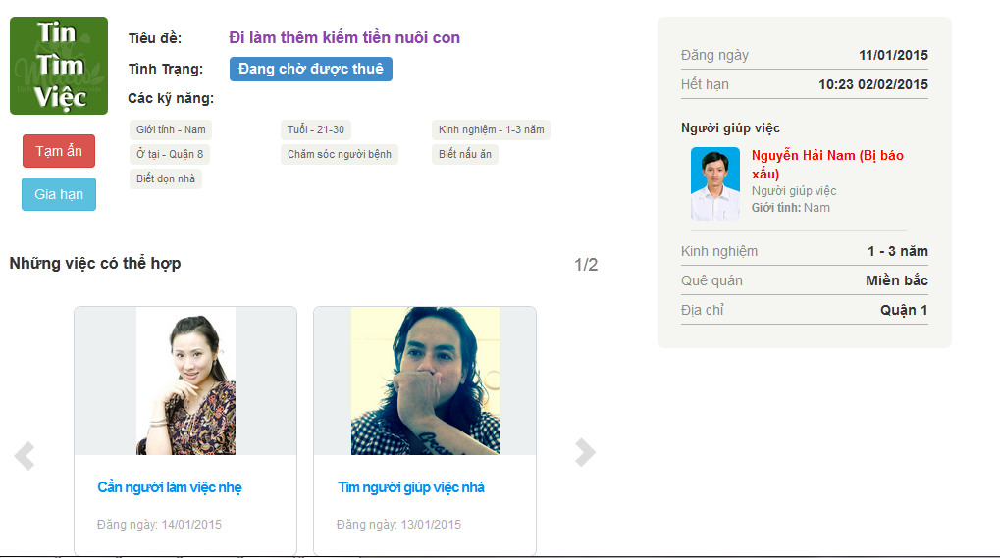 Tin
Tìm
Việc
Tiêu đề: Đi làm thêm kiếm tiền nuôi con
Tình Trạng: Đang chờ được thuê
Các kỹ năng:
Giới tính - Nam Tuổi - 21-30 Kinh nghiệm - 1-3 năm
Ở tại - Quận 8 Chăm sóc người bệnh Biết nấu ăn
Biết dọn nhà
Tạm ẩn
Gia hạn
Những việc có thể hợp 1/2
Cần người làm việc nhẹ
Đăng ngày: 14/01/2015
Tìm người giúp việc nhà
Đăng ngày: 13/01/2015
Đăng ngày 11/01/2015
Hết hạn 10:23 02/02/2015
Người giúp việc
Nguyễn Hải Nam (Bị báo
xấu)
Người giúp việc
Giới tính: Nam
Kinh nghiệm 1 - 3 năm
Quê quán Miền bắc
Địa chỉ Quận 1